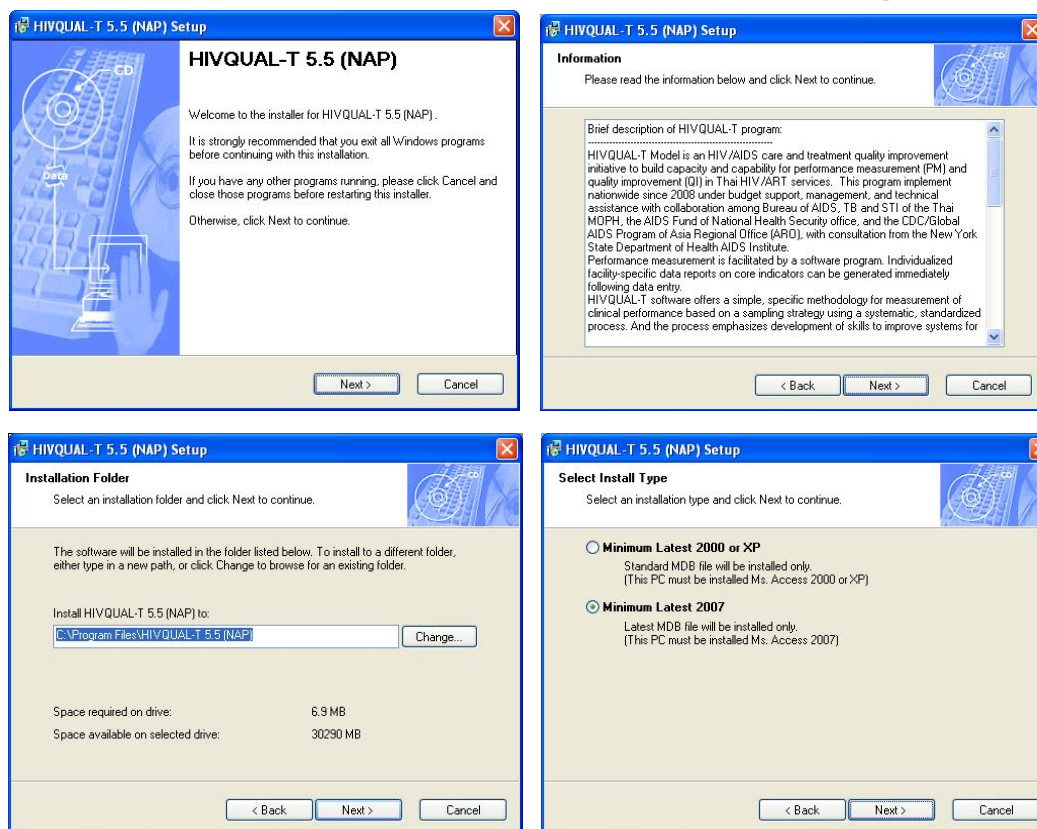 HIVQUAL-T 5.5 (NAP) Setup
CD
Data
HIVQUAL-T 5.5 (NAP)
Welcome to the installer for HIVQUAL-T 5.5 (NAP) .
It is strongly recommended that you exit all Windows programs
before continuing with this installation.
If you have any other programs running, please click Cancel and
close those programs before restarting this installer.
Otherwise, click Next to continue.
Next >
Cancel
HIVQUAL-T 5.5 (NAP) Setup
Information
Please read the information below and click Next to continue.
Brief description of HIVQUAL-T program:
------------------------------------------------------
HIVQUAL-T Model is an HIV/AIDS care and treatment quality improvement
initiative to build capacity and capability for performance measurement (PM) and
quality improvement (QI) in Thai HIV/ART services. This program implement
nationwide since 2008 under budget support, management, and technical
assistance with collaboration among Bureau of AIDS, TB and STI of the Thai
MOPH, the AIDS Fund of National Health Security office, and the CDC/Global
AIDS Program of Asia Regional Office (ARO), with consultation from the New York
State Department of Health AIDS Institute.
Performance measurement is facilitated by a software program. Individualized
facility-specific data reports on core indicators can be generated immediately
following data entry.
HIVQUAL-T software offers a simple, specific methodology for measurement of
clinical performance based on a sampling strategy using a systematic, standardized
process. And the process emphasizes development of skills to improve systems for
< Back
Next >
Cancel
HIVQUAL-T 5.5 (NAP) Setup
Installation Folder
Select an installation folder and click Next to continue.
The software will be installed in the folder listed below. To install to a different folder,
either type in a new path, or click Change to browse for an existing folder.
Install HIVQUAL-T 5.5 (NAP) to:
C:\Program Files\HIVQUAL-T 5.5 (NAP)
Change...
Space required on drive: 6.9 MB
Space available on selected drive: 30290 MB
< Back
Next >
Cancel
HIVQUAL-T 5.5 (NAP) Setup
Select Install Type
Select an installation type and click Next to continue.
Minimum Latest 2000 or XP
Standard MDB file will be installed only.
(This PC must be installed Ms. Access 2000 or XP)
Minimum Latest 2007
Latest MDB file will be installed only.
(This PC must be installed Ms. Access 2007)
< Back
Next >
Cancel